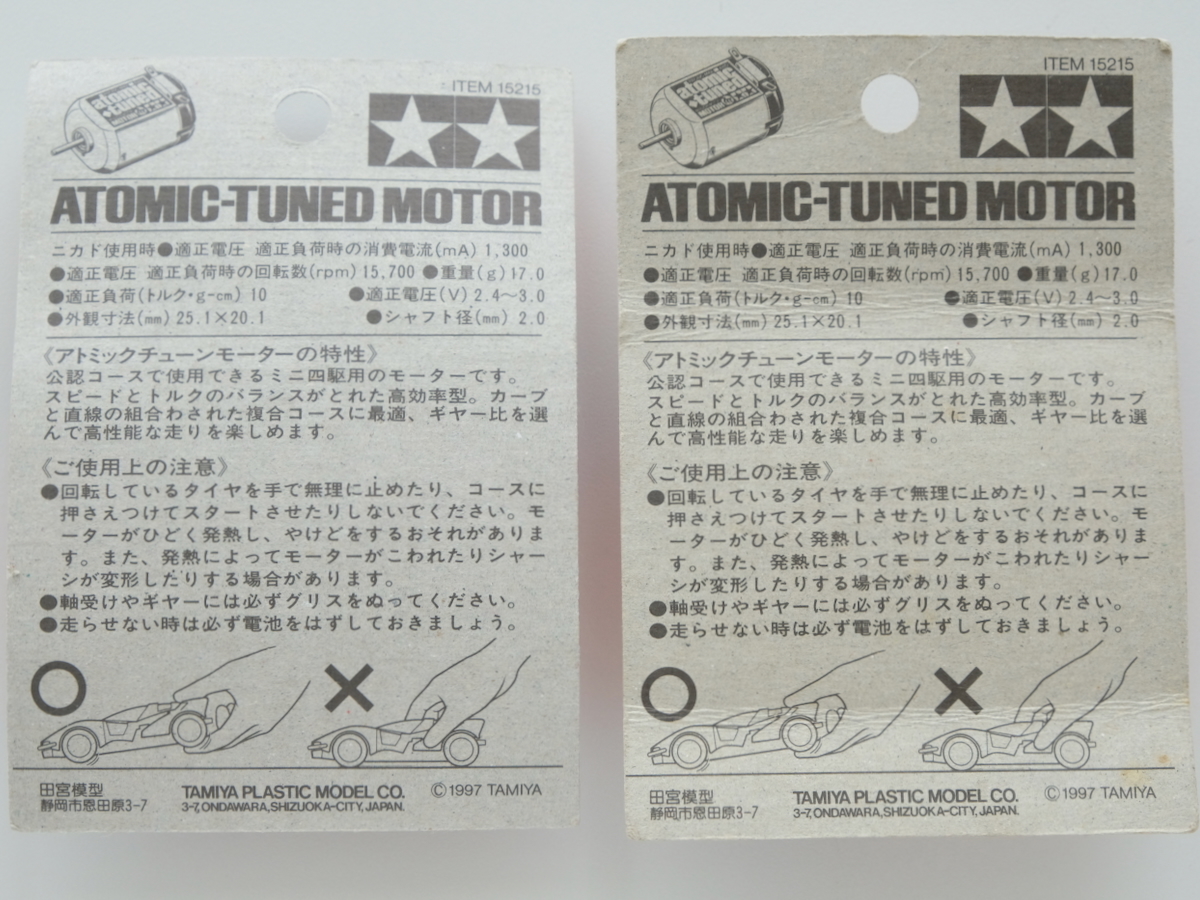 ITEM 15215
atomic
tuned
ATOMIC-TUNED MOTOR
ニカド使用時●適正電圧 適正負荷時の消費電流(mA) 1,300
●適正電圧 適正負荷時の回転数(rpm) 15,700 ●重量(g) 17.0
●適正負荷(トルク・g-cm) 10 ●適正電圧(V) 2.4〜3.0
●外観寸法(mm) 25.1×20.1 ●シャフト径(mm) 2.0
《アトミックチューンモーターの特性》
公認コースで使用できるミニ四駆用のモーターです。
スピードとトルクのバランスがとれた高効率型。カーブ
と直線の組合わされた複合コースに最適、ギヤー比を選
んで高性能な走りを楽しめます。
《ご使用上の注意》
●回転しているタイヤを手で無理に止めたり、コースに
押さえつけてスタートさせたりしないでください。モ
ーターがひどく発熱し、やけどをするおそれがありま
す。また、発熱によってモーターがこわれたりシャー
シが変形したりする場合があります。
●軸受けやギヤーには必ずグリスをぬってください。
●走らせない時は必ず電池をはずしておきましょう。
田宮模型
静岡市恩田原3-7
TAMIYA PLASTIC MODEL CO.
3-7, ONDAWARA, SHIZUOKA-CITY, JAPAN.
©1997 TAMIYA
ITEM 15215
atomic
tuned
ATOMIC-TUNED MOTOR
ニカド使用時●適正電圧 適正負荷時の消費電流(mA) 1,300
●適正電圧 適正負荷時の回転数(rpm) 15,700 ●重量(g) 17.0
●適正負荷(トルク・g-cm) 10 ●適正電圧(V) 2.4〜3.0
●外観寸法(mm) 25.1×20.1 ●シャフト径(mm) 2.0
《アトミックチューンモーターの特性》
公認コースで使用できるミニ四駆用のモーターです。
スピードとトルクのバランスがとれた高効率型。カーブ
と直線の組合わされた複合コースに最適、ギヤー比を選
んで高性能な走りを楽しめます。
《ご使用上の注意》
●回転しているタイヤを手で無理に止めたり、コースに
押さえつけてスタートさせたりしないでください。モ
ーターがひどく発熱し、やけどをするおそれがありま
す。また、発熱によってモーターがこわれたりシャー
シが変形したりする場合があります。
●軸受けやギヤーには必ずグリスをぬってください。
●走らせない時は必ず電池をはずしておきましょう。
田宮模型
静岡市恩田原3-7
TAMIYA PLASTIC MODEL CO.
3-7, ONDAWARA, SHIZUOKA-CITY, JAPAN.
©1997 TAMIYA